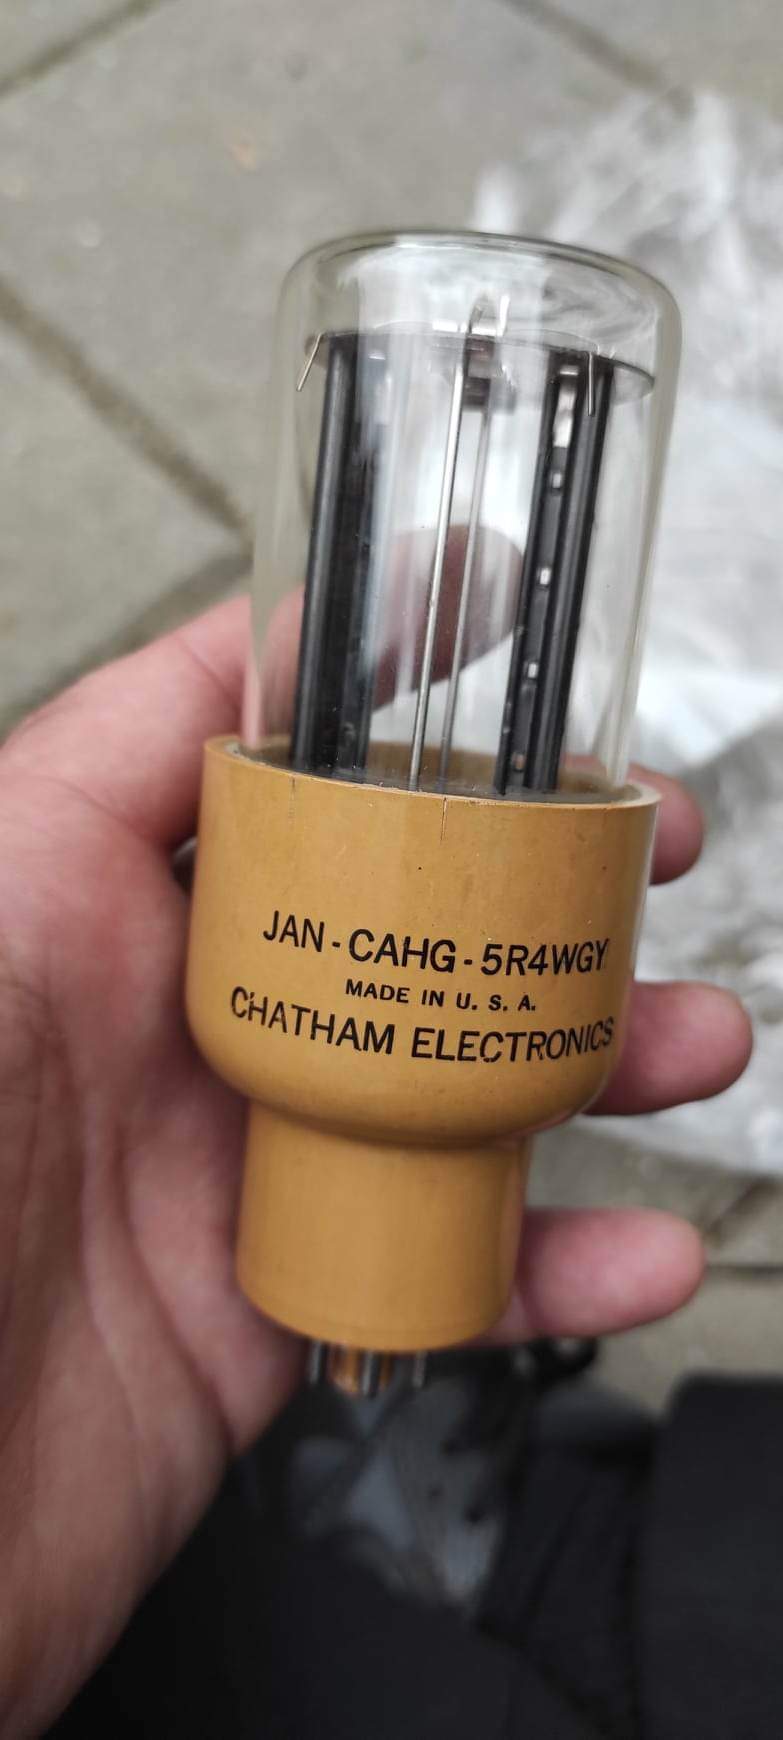 JAN-CAHG-5R4WGY
MADE IN U. S. A.
CHATHAM ELECTRONICS